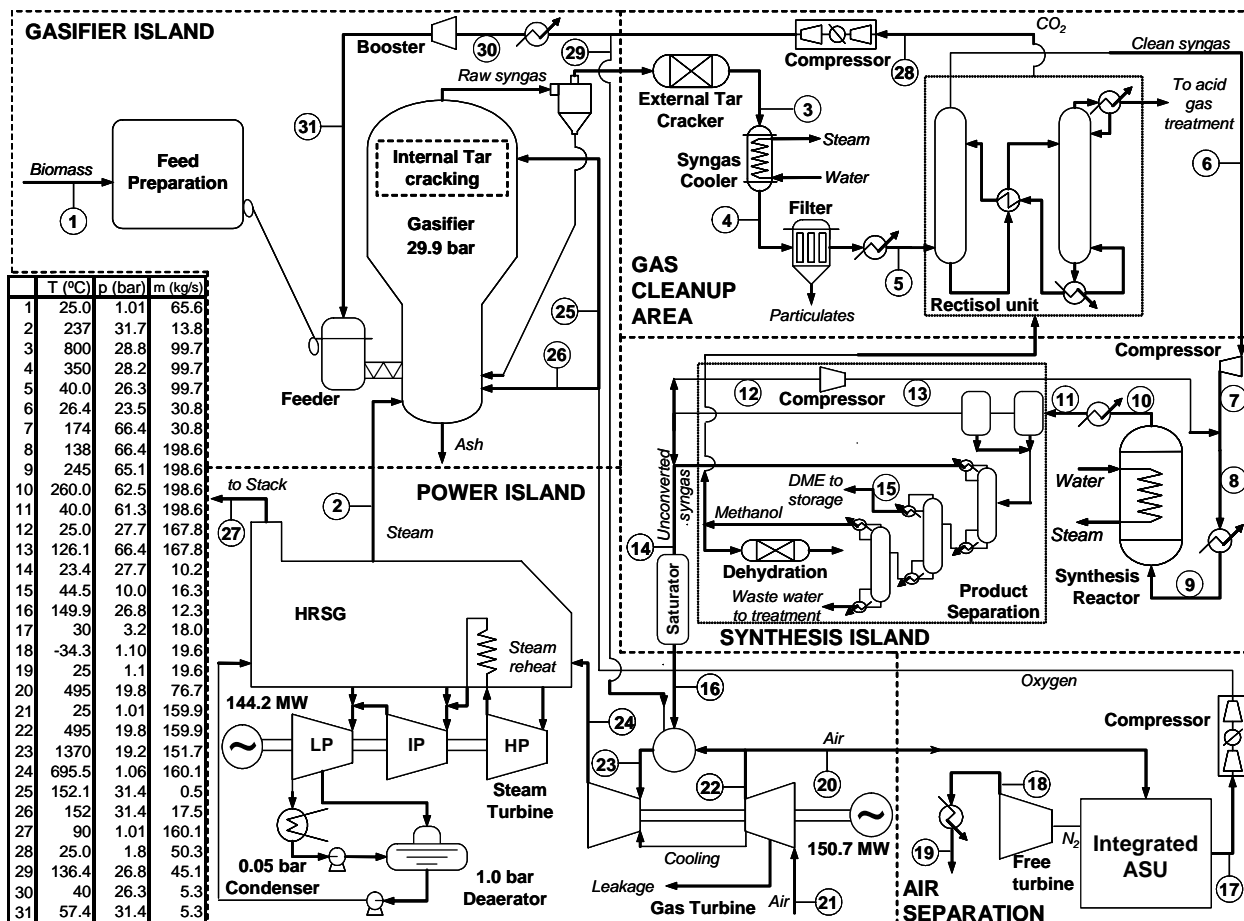 GASIFIER ISLAND
Booster
30
29
Compressor
28
CO2
Clean syngas
Raw syngas
External Tar
Cracker
3
To acid
gas
treatment
31
Biomass
1
Feed
Preparation
Internal Tar
cracking
Gasifier
29.9 bar
Syngas
Cooler
Steam
Water
6
4
Filter
5
GAS
CLEANUP
AREA
Particulates
Rectisol unit
25
26
Feeder
Ash
T (ºC) p (bar) m (kg/s)
1 25.0 1.01 65.6
2 237 31.7 13.8
3 800 28.8 99.7
4 350 28.2 99.7
5 40.0 26.3 99.7
6 26.4 23.5 30.8
7 174 66.4 30.8
8 138 66.4 198.6
9 245 65.1 198.6
10 260.0 62.5 198.6
11 40.0 61.3 198.6
12 25.0 27.7 167.8
13 126.1 66.4 167.8
14 23.4 27.7 10.2
15 44.5 10.0 16.3
16 149.9 26.8 12.3
17 30 3.2 18.0
18 -34.3 1.10 19.6
19 25 1.1 19.6
20 495 19.8 76.7
21 25 1.01 159.9
22 495 19.8 159.9
23 1370 19.2 151.7
24 695.5 1.06 160.1
25 152.1 31.4 0.5
26 152 31.4 17.5
27 90 1.01 160.1
28 25.0 1.8 50.3
29 136.4 26.8 45.1
30 40 26.3 5.3
31 57.4 31.4 5.3
Compressor
7
12
Compressor
13
11
10
8
Unconverted
syngas
DME to
storage
15
Methanol
Water
Steam
14
Dehydration
Waste water
to treatment
Product
Separation
Synthesis
Reactor
9
Saturator
SYNTHESIS ISLAND
POWER ISLAND
to Stack
27
2
Steam
HRSG
Steam
reheat
16
Oxygen
Compressor
144.2 MW
~
LP
IP
HP
Steam
Turbine
24
23
22
Air
20
18
0.05 bar
Condenser
1.0 bar
Deaerator
Cooling
Leakage
Gas Turbine
Air
21
~
150.7 MW
19
N2
Free
turbine
Integrated
ASU
17
AIR
SEPARATION